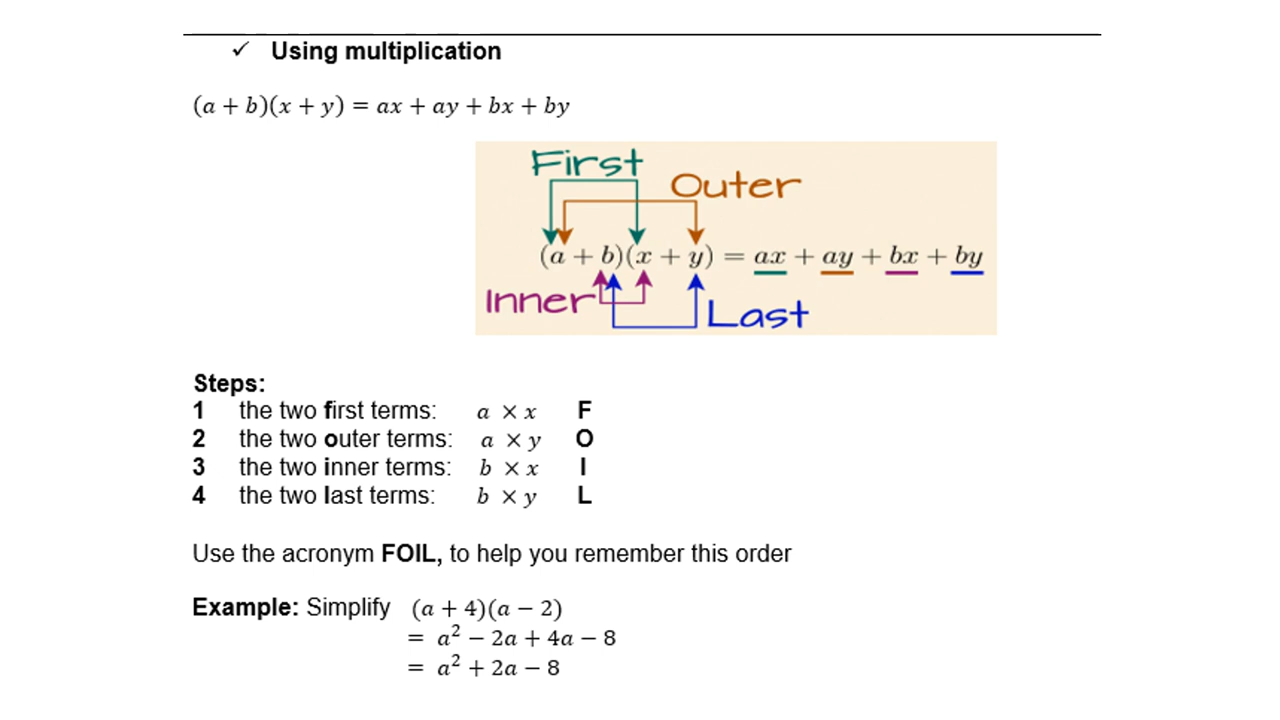 ✓ Using multiplication
(a + b)(x + y) = ax + ay + bx + by
First
Outer
(a + b)(x + y) = ax + ay + bx + by
Inner
Last
Steps:
1 the two first terms: a × x F
2 the two outer terms: a × y O
3 the two inner terms: b × x I
4 the two last terms: b × y L
Use the acronym FOIL, to help you remember this order
Example: Simplify (a + 4)(a − 2)
= a² − 2a + 4a − 8
= a² + 2a − 8